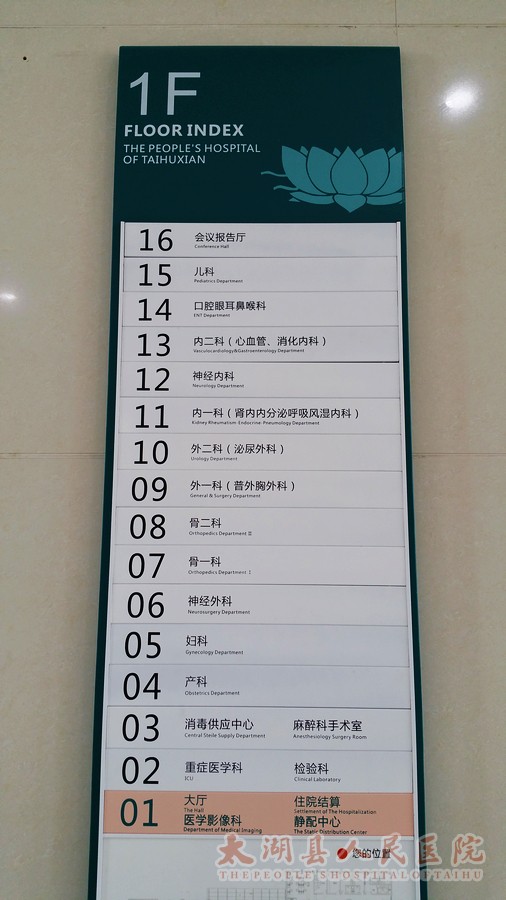 1F
FLOOR INDEX
THE PEOPLE'S HOSPITAL
OF TAIHUXIAN
16 会议报告厅
Conference Hall
15 儿科
Pediatrics Department
14 口腔眼耳鼻喉科
ENT Department
13 内二科（心血管、消化内科）
Vasculocardiology&Gastroenterology Department
12 神经内科
Neurology Department
11 内一科（肾内内分泌呼吸风湿内科）
Kidney Rheumatism Endocrine Pneumology Department
10 外二科（泌尿外科）
Urology Department
09 外一科（普外胸外科）
General & Surgery Department
08 骨二科
Orthopedics Department Ⅱ
07 骨一科
Orthopedics Department Ⅰ
06 神经外科
Neurosurgery Department
05 妇科
Gynecology Department
04 产科
Obstetrics Department
03 消毒供应中心 麻醉科手术室
Central Steile Supply Department Anesthesiology Surgery Room
02 重症医学科 检验科
ICU Clinical Laboratory
01 大厅 住院结算
The Hall Settlement of The Hospitalization
医学影像科 静配中心
Department of Medical Imaging The Static Distribution Center
您的位置
太湖县人民医院
THE PEOPLE'S HOSPITAL OF TAIHU